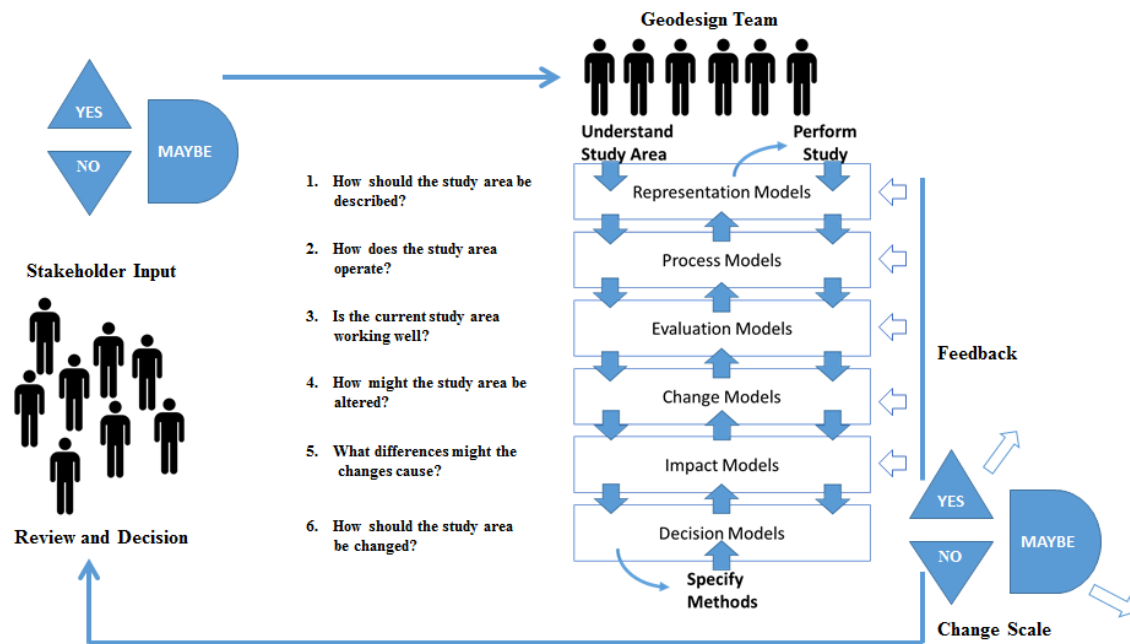 Geodesign Team
YES
NO
MAYBE
Stakeholder Input
Review and Decision
Understand
Study Area
Perform
Study
1. How should the study area be
described?
2. How does the study area
operate?
3. Is the current study area
working well?
4. How might the study area be
altered?
5. What differences might the
changes cause?
6. How should the study area
be changed?
Representation Models
Process Models
Evaluation Models
Change Models
Impact Models
Decision Models
Specify
Methods
Feedback
YES
NO
MAYBE
Change Scale